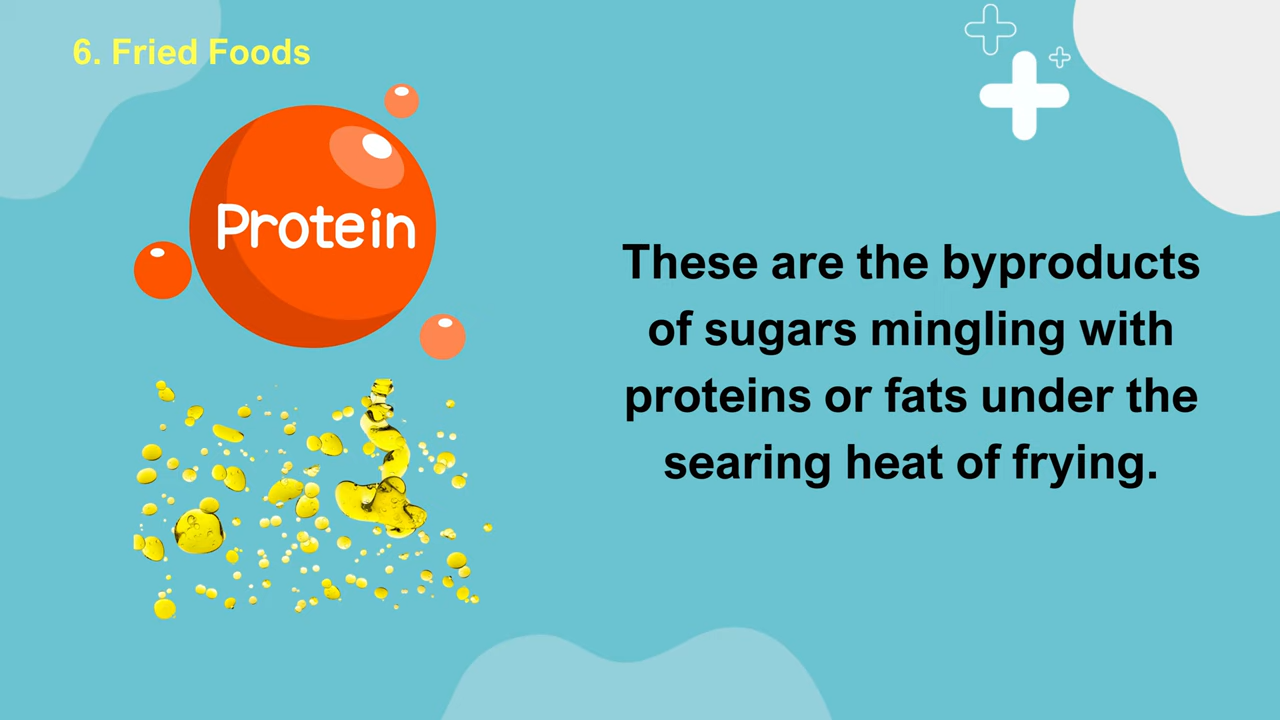 6. Fried Foods
Protein
These are the byproducts
of sugars mingling with
proteins or fats under the
searing heat of frying.